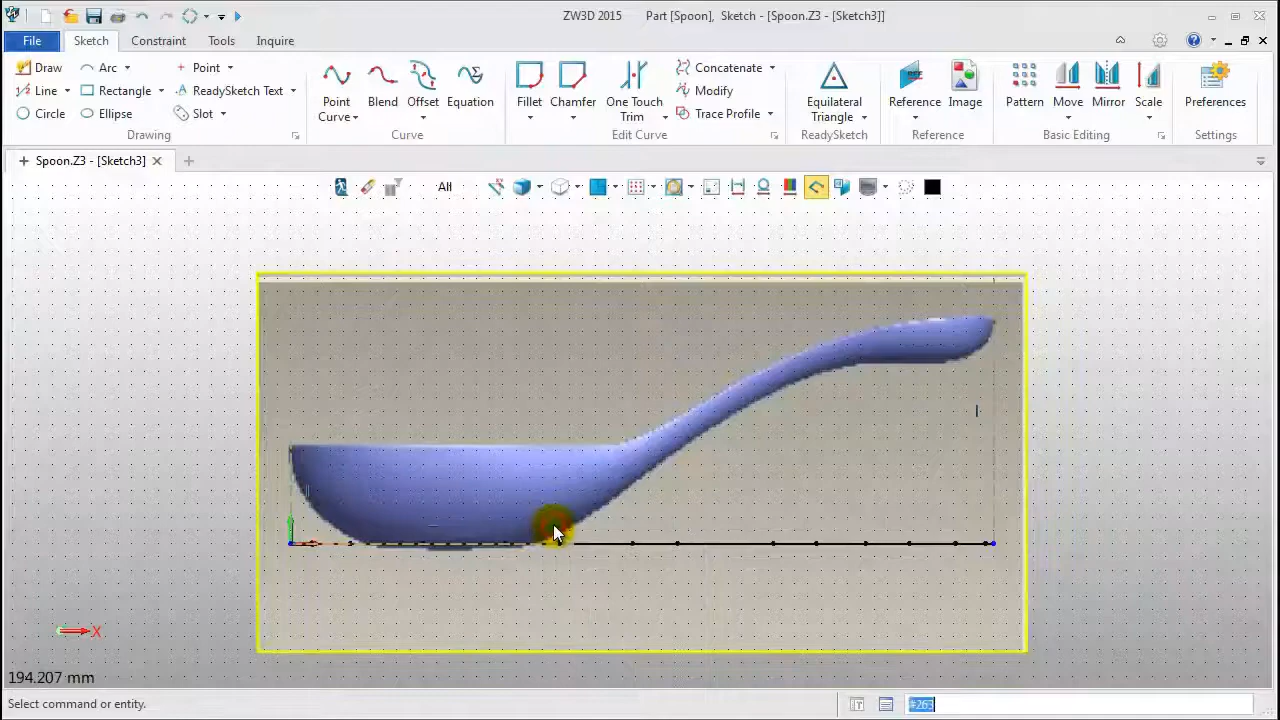 ZW3D 2015 Part [Spoon] Sketch - [Spoon.Z3 - [Sketch3]]
File Sketch Constraint Tools Inquire
Draw Arc Point
Line Rectangle ReadySketch Text
Circle Ellipse Slot
Drawing
Point Curve Blend Offset Equation
Curve
Fillet Chamfer One Touch Trim
Concatenate
Modify
Trace Profile
Edit Curve
Equilateral Triangle
ReadySketch
Reference Image
Reference
Pattern Move Mirror Scale
Basic Editing
Preferences
Settings
Spoon.Z3 - [Sketch3]
All
X
194.207 mm
Select command or entity.
#263